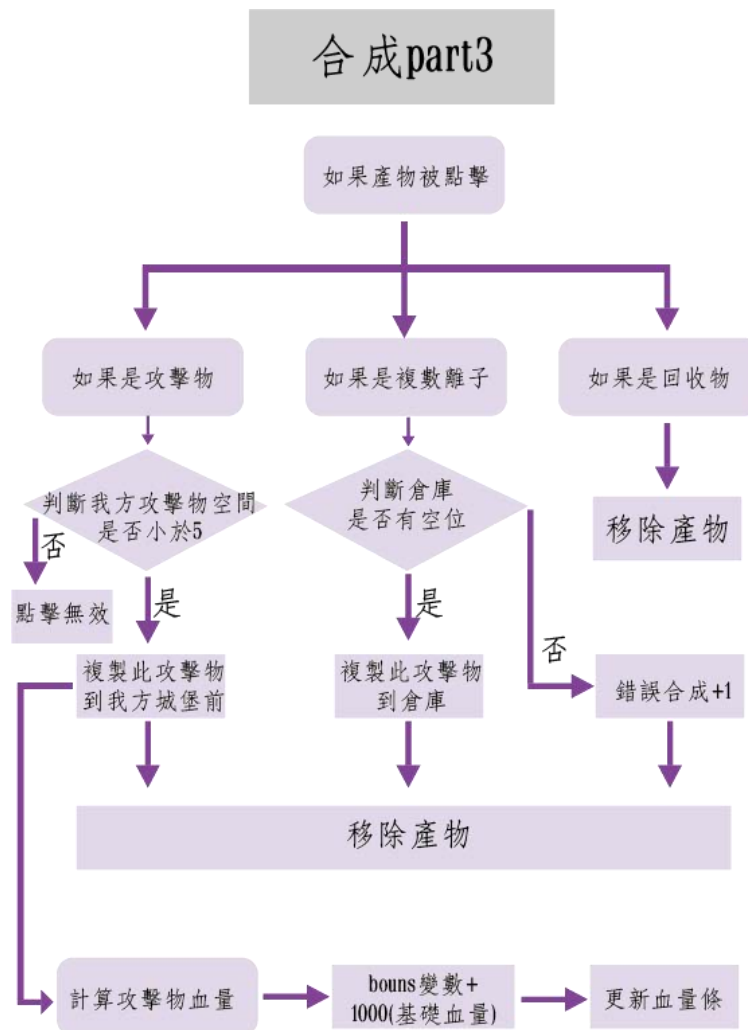 合成part3
如果產物被點擊
如果是攻擊物
如果是複數離子
如果是回收物
判斷我方攻擊物空間
是否小於5
判斷倉庫
是否有空位
移除產物
否
點擊無效
是
是
否
複製此攻擊物
到我方城堡前
複製此攻擊物
到倉庫
錯誤合成+1
移除產物
計算攻擊物血量
bouns變數+
1000(基礎血量)
更新血量條